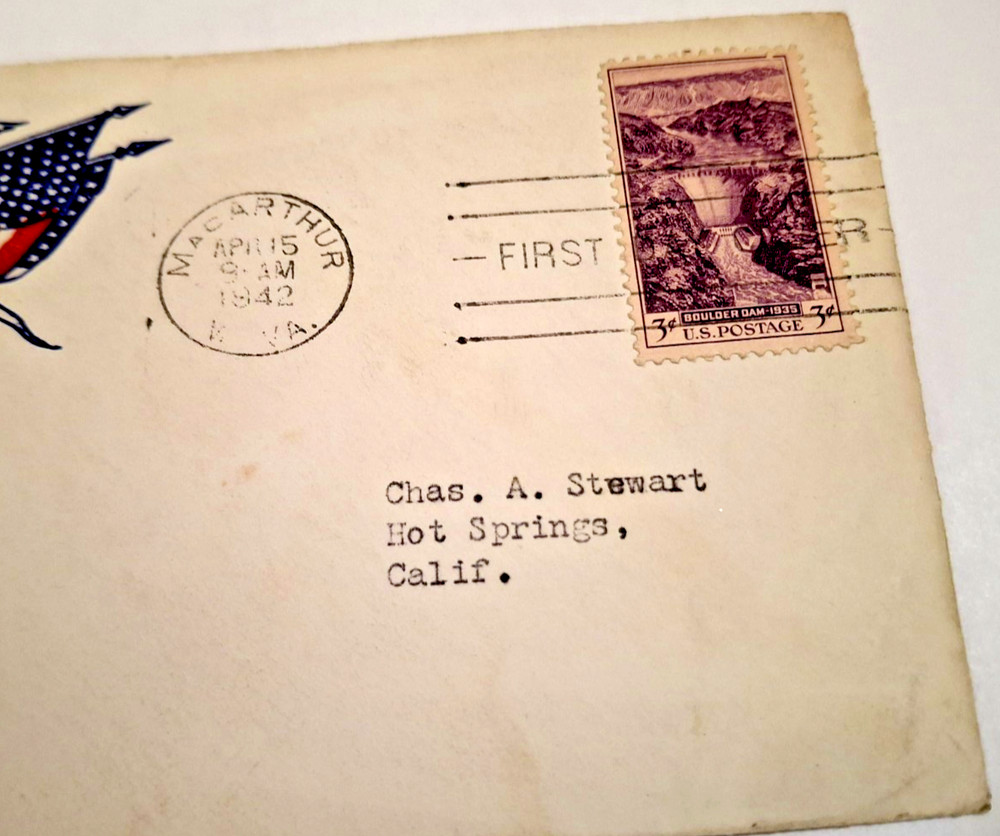 MacARTHUR
APR 15
9 AM
1942
VA.
— FIRST
BOULDER DAM-1935
3¢ U.S. POSTAGE 3¢
Chas. A. Stewart
Hot Springs,
Calif.